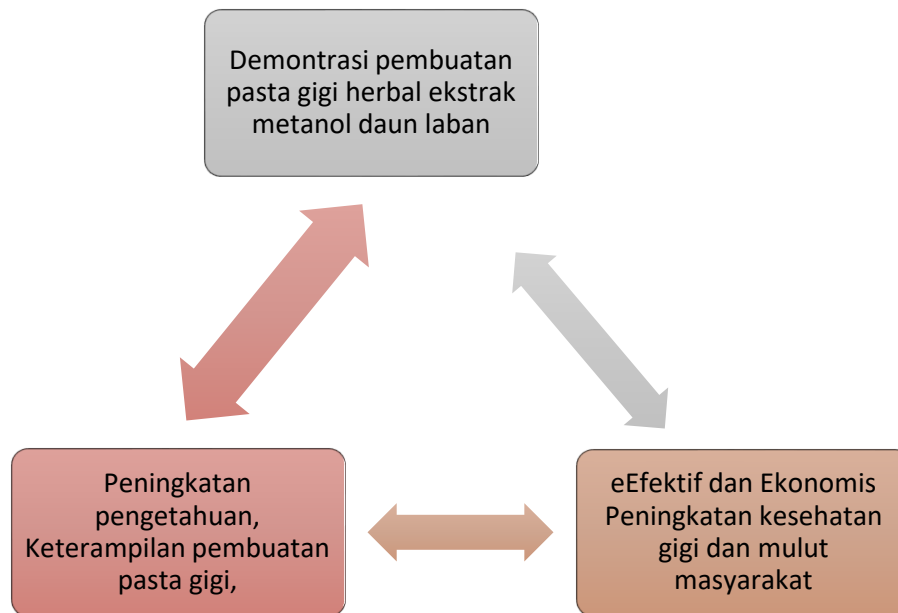 Demontrasi pembuatan
pasta gigi herbal ekstrak
metanol daun laban
Peningkatan
pengetahuan,
Keterampilan pembuatan
pasta gigi,
eEfektif dan Ekonomis
Peningkatan kesehatan
gigi dan mulut
masyarakat